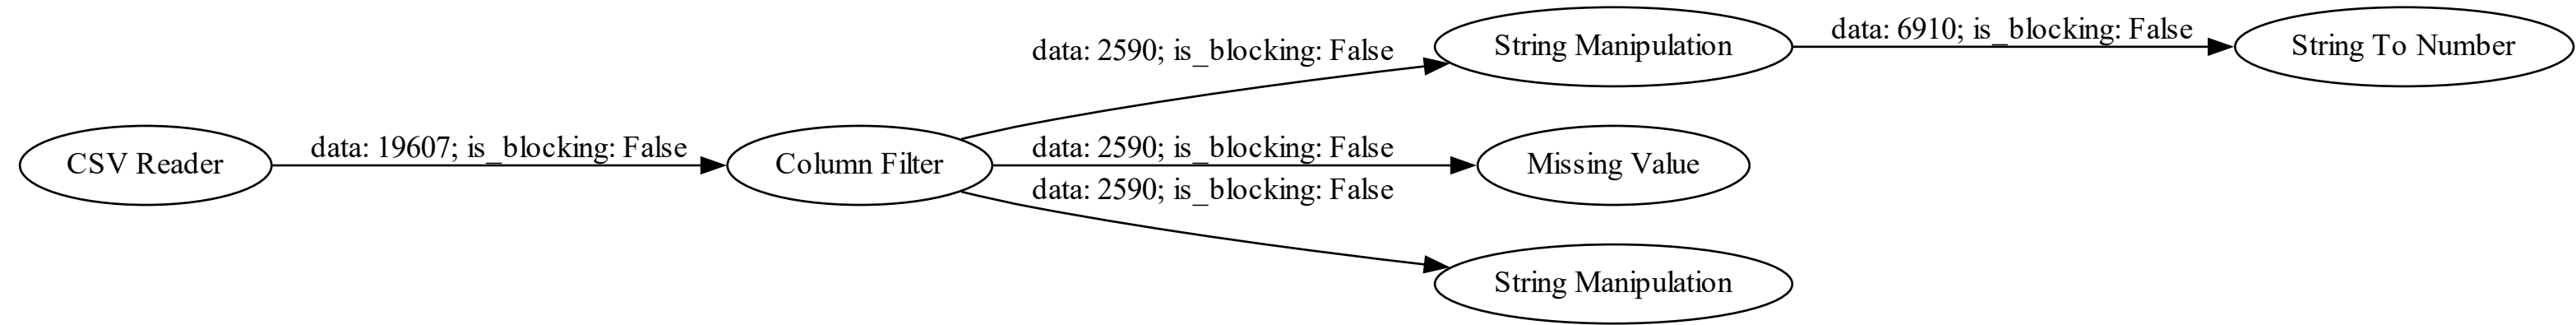 data: 6910; is_blocking: False
String Manipulation
String To Number
data: 2590; is_blocking: False
CSV Reader
data: 19607; is_blocking: False
Column Filter
data: 2590; is_blocking: False
Missing Value
data: 2590; is_blocking: False
String Manipulation